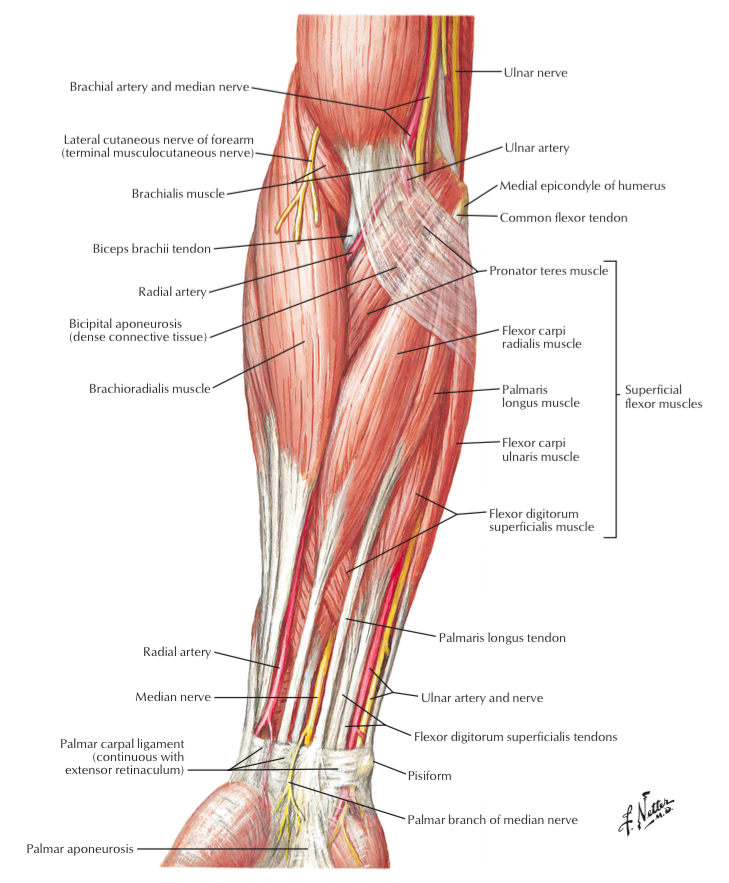 Ulnar nerve
Brachial artery and median nerve
Lateral cutaneous nerve of forearm
(terminal musculocutaneous nerve)
Ulnar artery
Brachialis muscle
Medial epicondyle of humerus
Common flexor tendon
Biceps brachii tendon
Pronator teres muscle
Radial artery
Bicipital aponeurosis
(dense connective tissue)
Flexor carpi
radialis muscle
Brachioradialis muscle
Palmaris
longus muscle
Superficial
flexor muscles
Flexor carpi
ulnaris muscle
Flexor digitorum
superficialis muscle
Palmaris longus tendon
Radial artery
Median nerve
Ulnar artery and nerve
Flexor digitorum superficialis tendons
Palmar carpal ligament
(continuous with
extensor retinaculum)
Pisiform
Palmar branch of median nerve
Palmar aponeurosis
F. Netter
M.D.